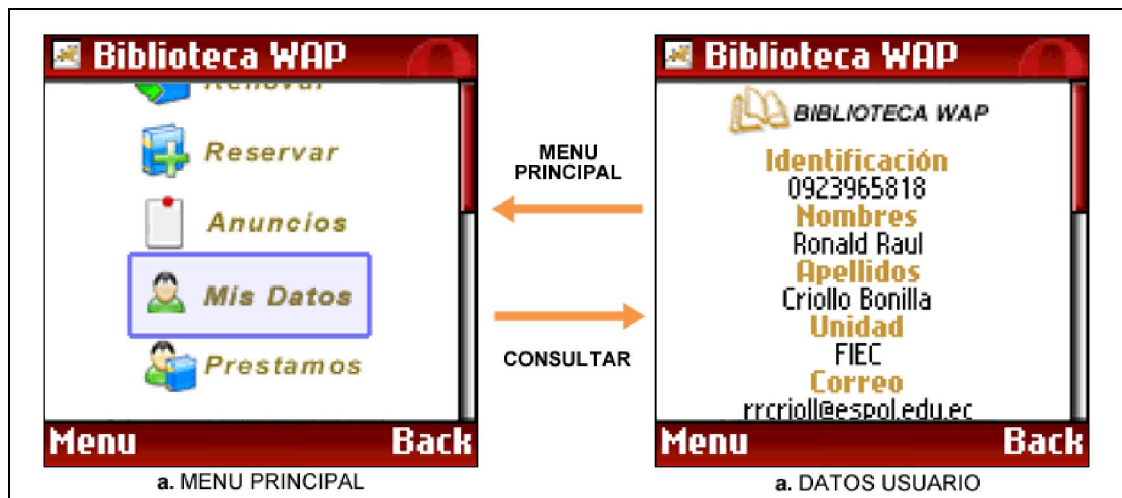 Biblioteca WAP
Renovar
Reservar
Anuncios
Mis Datos
Prestamos
Menu Back
a. MENU PRINCIPAL
MENU
PRINCIPAL
CONSULTAR
Biblioteca WAP
BIBLIOTECA WAP
Identificación
0923965818
Nombres
Ronald Raul
Apellidos
Criollo Bonilla
Unidad
FIEC
Correo
rrcrioll@espol.edu.ec
Menu Back
a. DATOS USUARIO